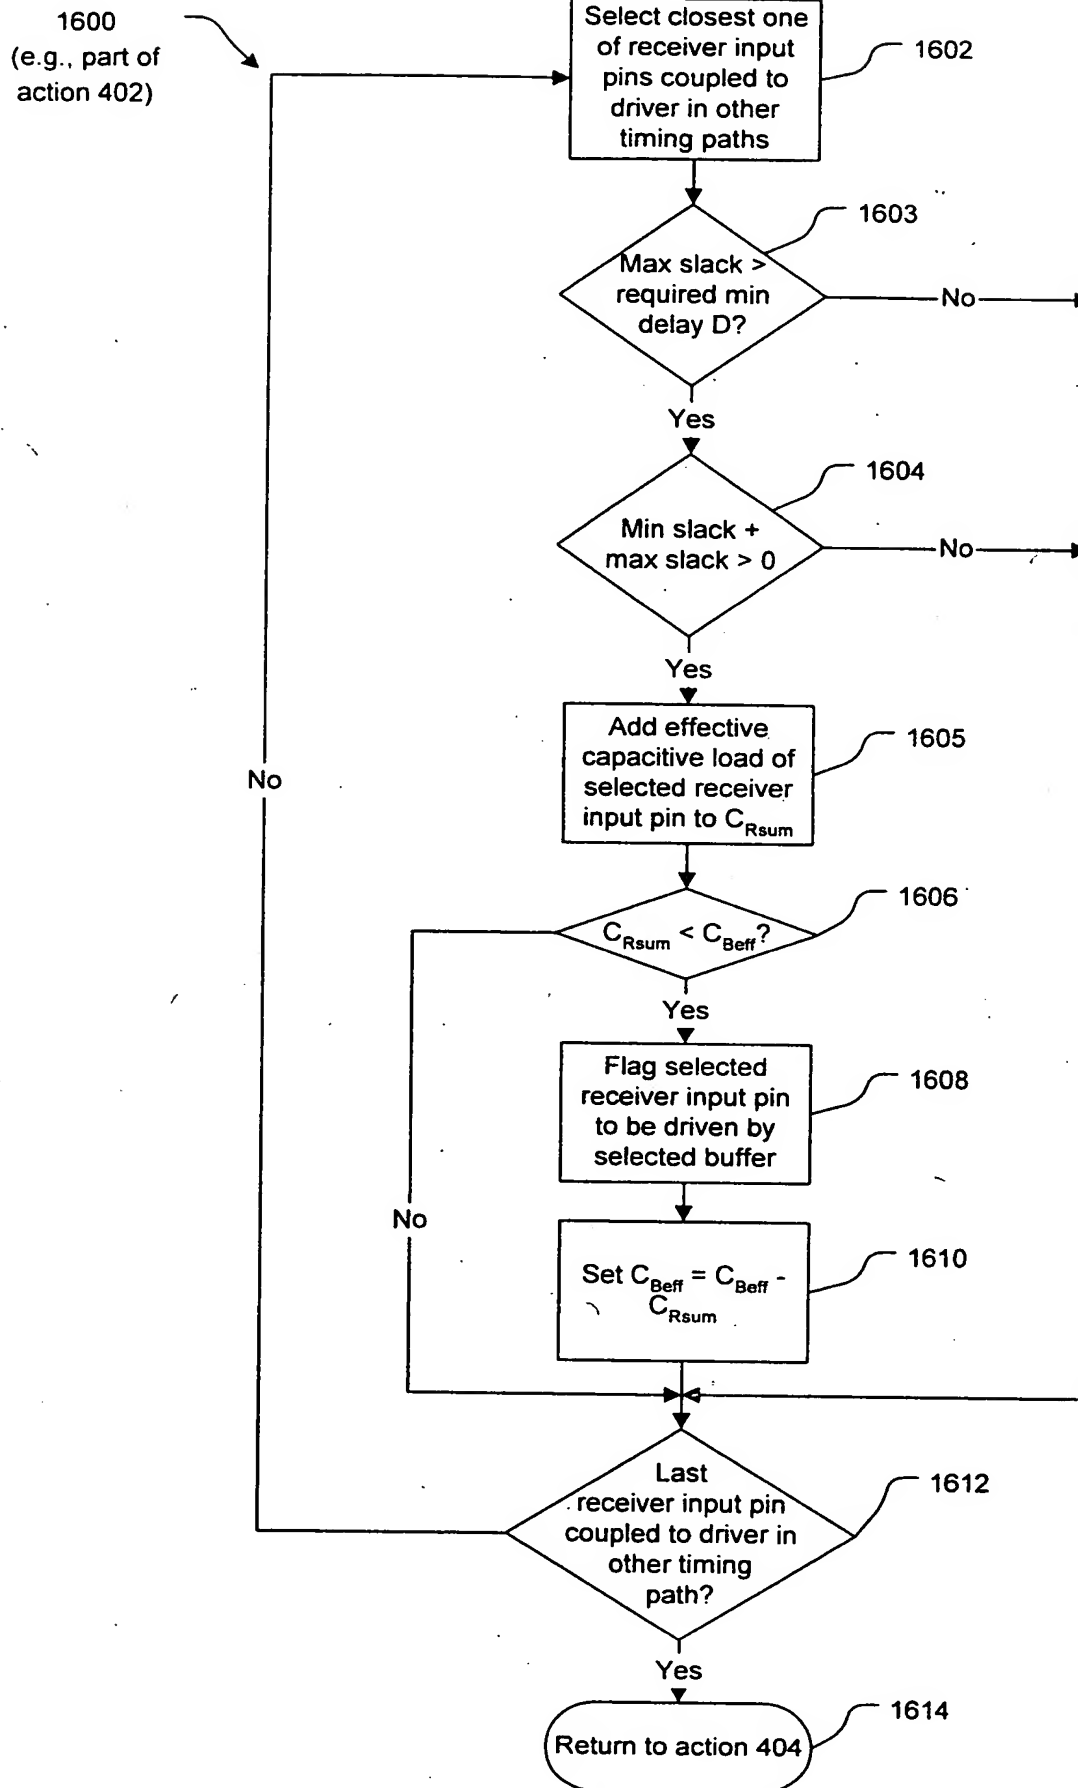 1600
(e.g., part of
action 402)
Select closest one
of receiver input
pins coupled to
driver in other
timing paths
1602
1603
Max slack >
required min
delay D?
No
Yes
1604
Min slack +
max slack > 0
No
Yes
Add effective
capacitive load of
selected receiver
input pin to CRsum
1605
No
1606
CRsum < CBeff?
Yes
Flag selected
receiver input pin
to be driven by
selected buffer
1608
No
Set CBeff = CBeff -
CRsum
1610
Last
receiver input pin
coupled to driver in
other timing
path?
1612
Yes
Return to action 404
1614